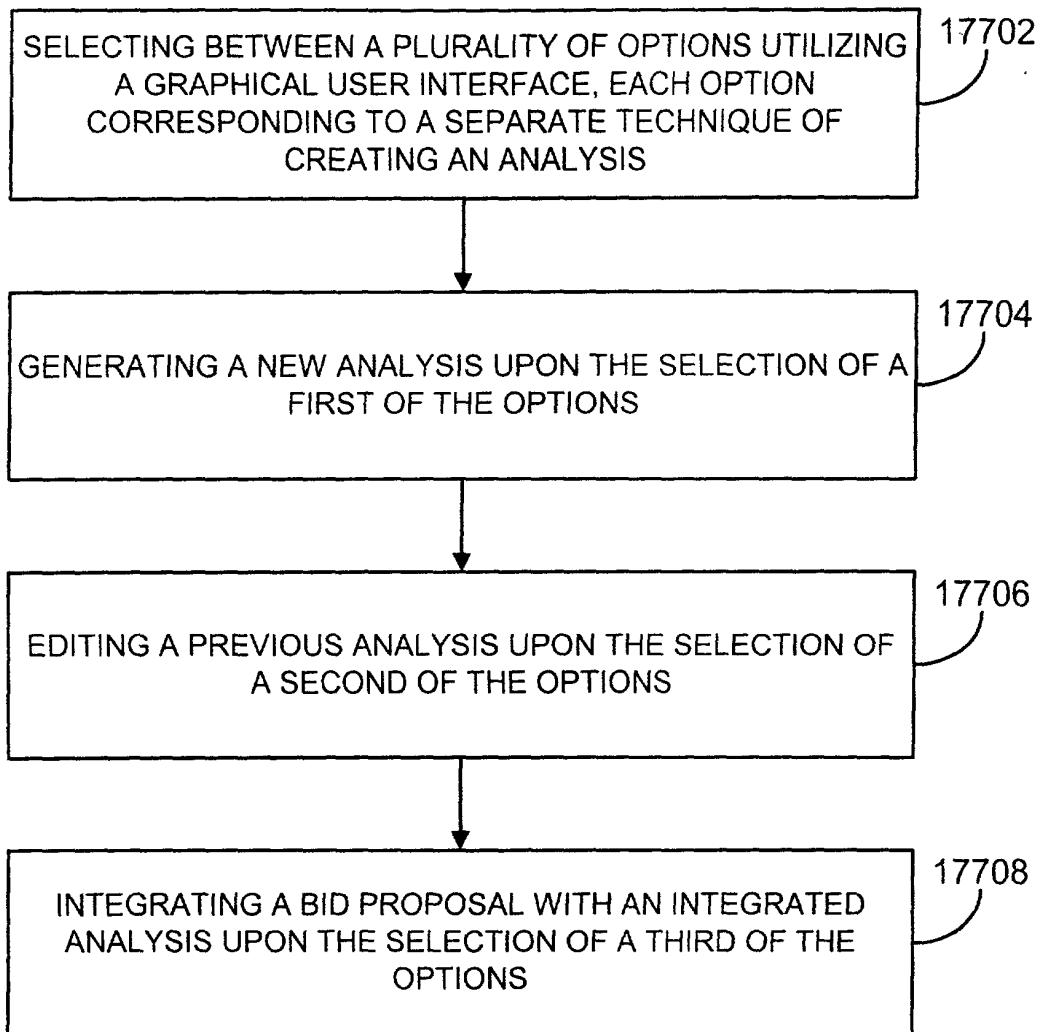 SELECTING BETWEEN A PLURALITY OF OPTIONS UTILIZING
A GRAPHICAL USER INTERFACE, EACH OPTION
CORRESPONDING TO A SEPARATE TECHNIQUE OF
CREATING AN ANALYSIS
17702
GENERATING A NEW ANALYSIS UPON THE SELECTION OF A
FIRST OF THE OPTIONS
17704
EDITING A PREVIOUS ANALYSIS UPON THE SELECTION OF
A SECOND OF THE OPTIONS
17706
INTEGRATING A BID PROPOSAL WITH AN INTEGRATED
ANALYSIS UPON THE SELECTION OF A THIRD OF THE
OPTIONS
17708